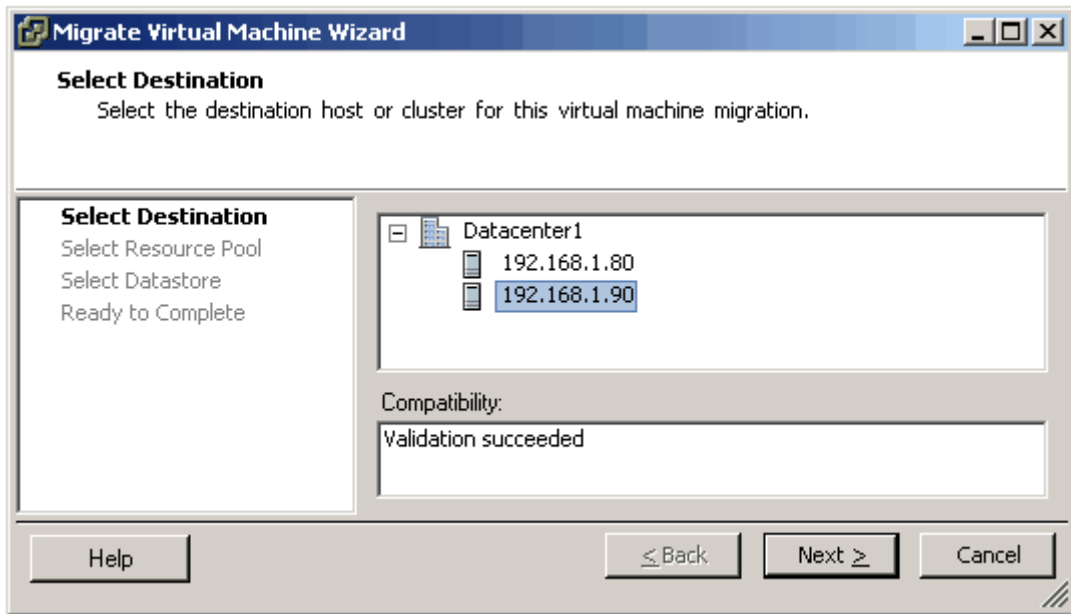 Migrate Virtual Machine Wizard
Select Destination
Select the destination host or cluster for this virtual machine migration.
Select Destination
Select Resource Pool
Select Datastore
Ready to Complete
Datacenter1
192.168.1.80
192.168.1.90
Compatibility:
Validation succeeded
Help
< Back
Next >
Cancel